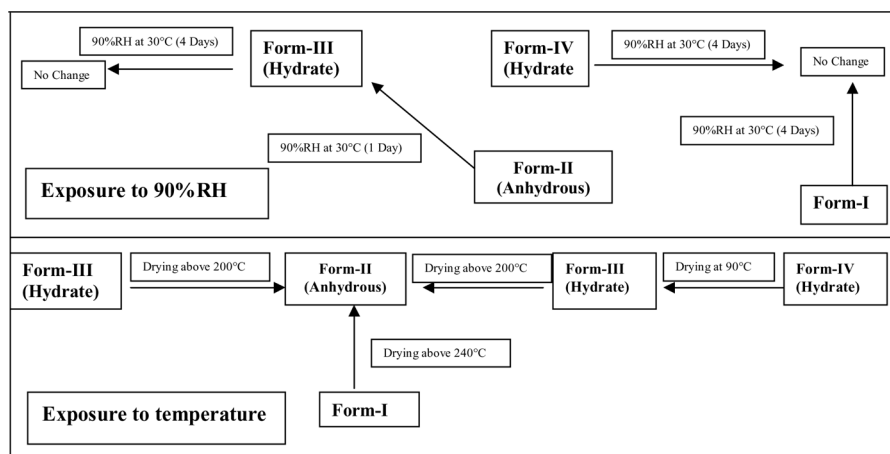 90%RH at 30°C (4 Days)
Form-III
(Hydrate)
No Change
Form-IV
(Hydrate
90%RH at 30°C (4 Days)
No Change
90%RH at 30°C (1 Day)
90%RH at 30°C (4 Days)
Form-II
(Anhydrous)
Exposure to 90%RH
Form-I
Form-III
(Hydrate)
Drying above 200°C
Form-II
(Anhydrous)
Drying above 200°C
Form-III
(Hydrate)
Drying at 90°C
Form-IV
(Hydrate)
Drying above 240°C
Exposure to temperature
Form-I